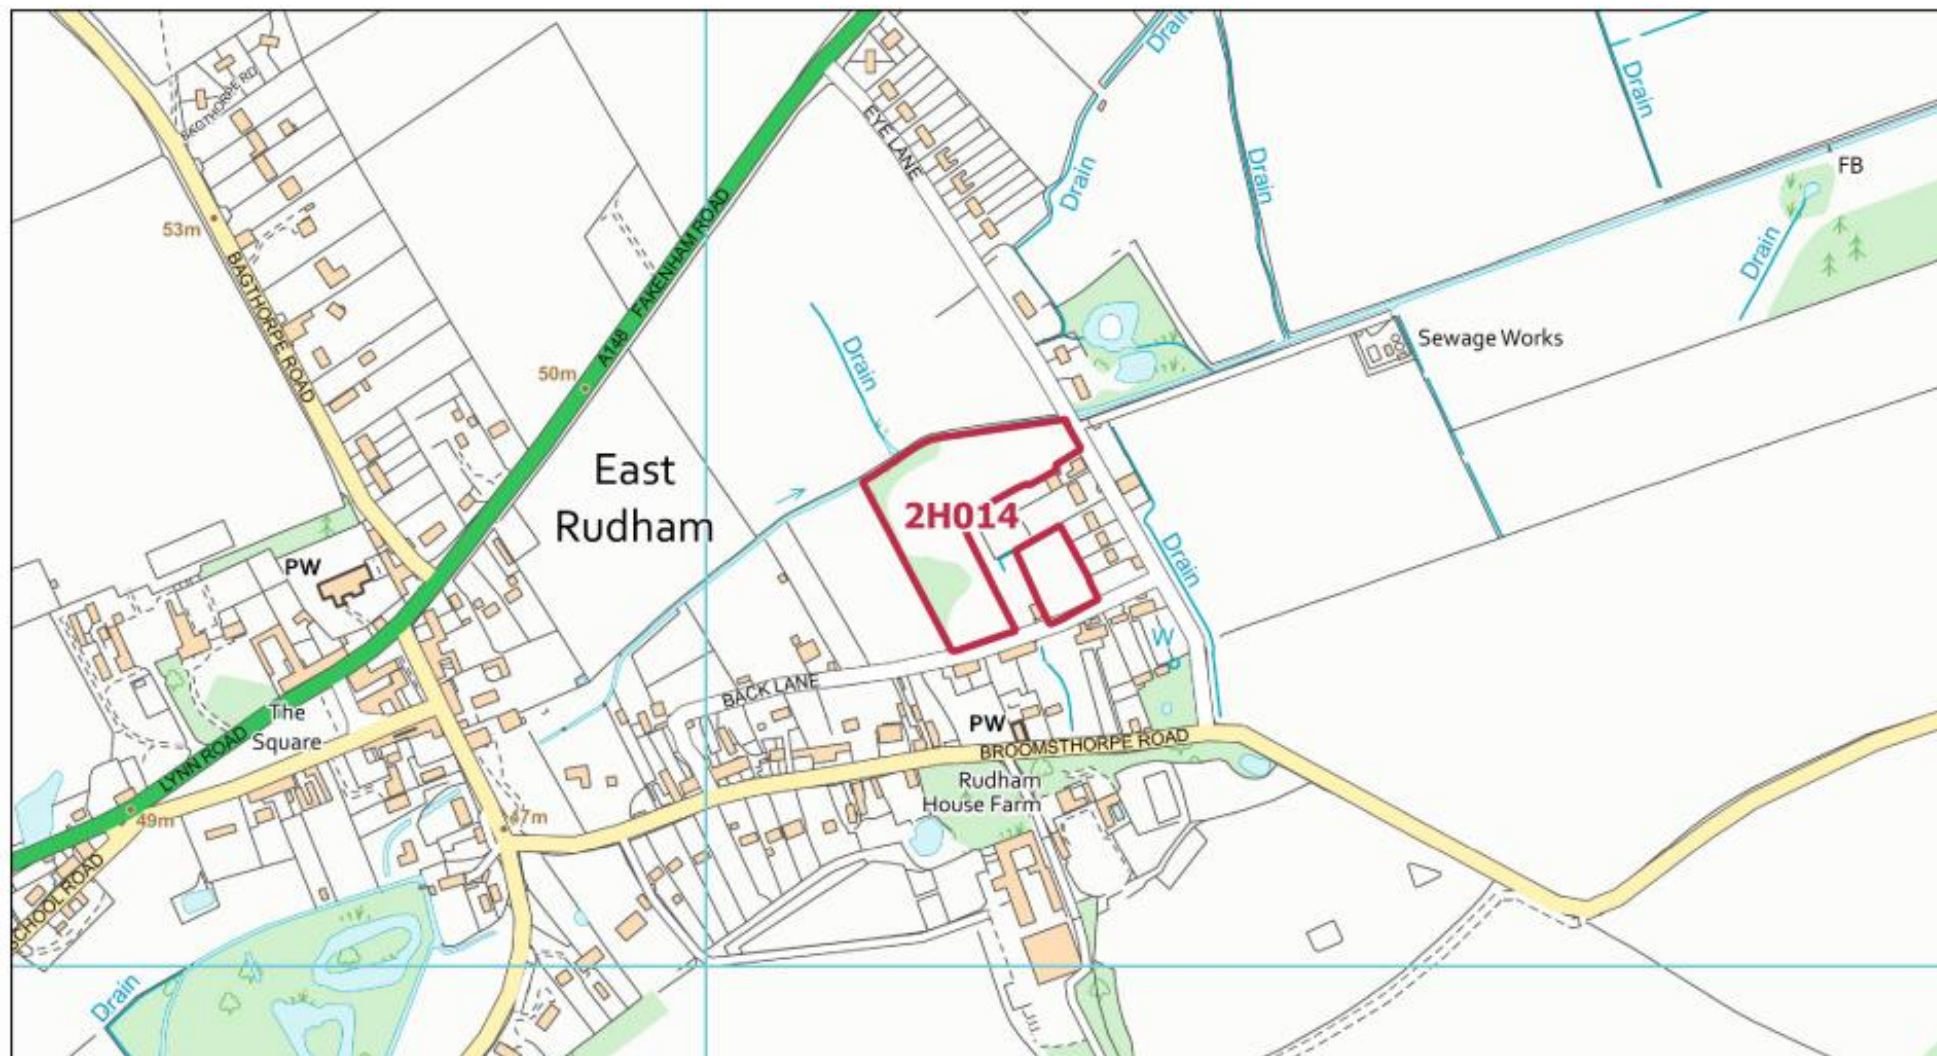 Drain
BAGTHORPE RD
EYE LANE
Drain
Drain
Drain
FB
53m
BAGTHORPE ROAD
A148 FAKENHAM ROAD
Drain
Sewage Works
50m
Drain
East
Rudham
2H014
Drain
PW
W
BACK LANE
The
Square
LYNN ROAD
PW
BROOMSTHORPE ROAD
Rudham
House Farm
49m
47m
SCHOOL ROAD
Drain